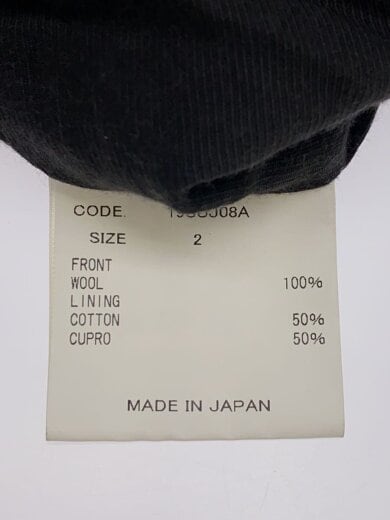 CODE.
SIZE 2
FRONT
WOOL 100%
LINING
COTTON 50%
CUPRO 50%
MADE IN JAPAN